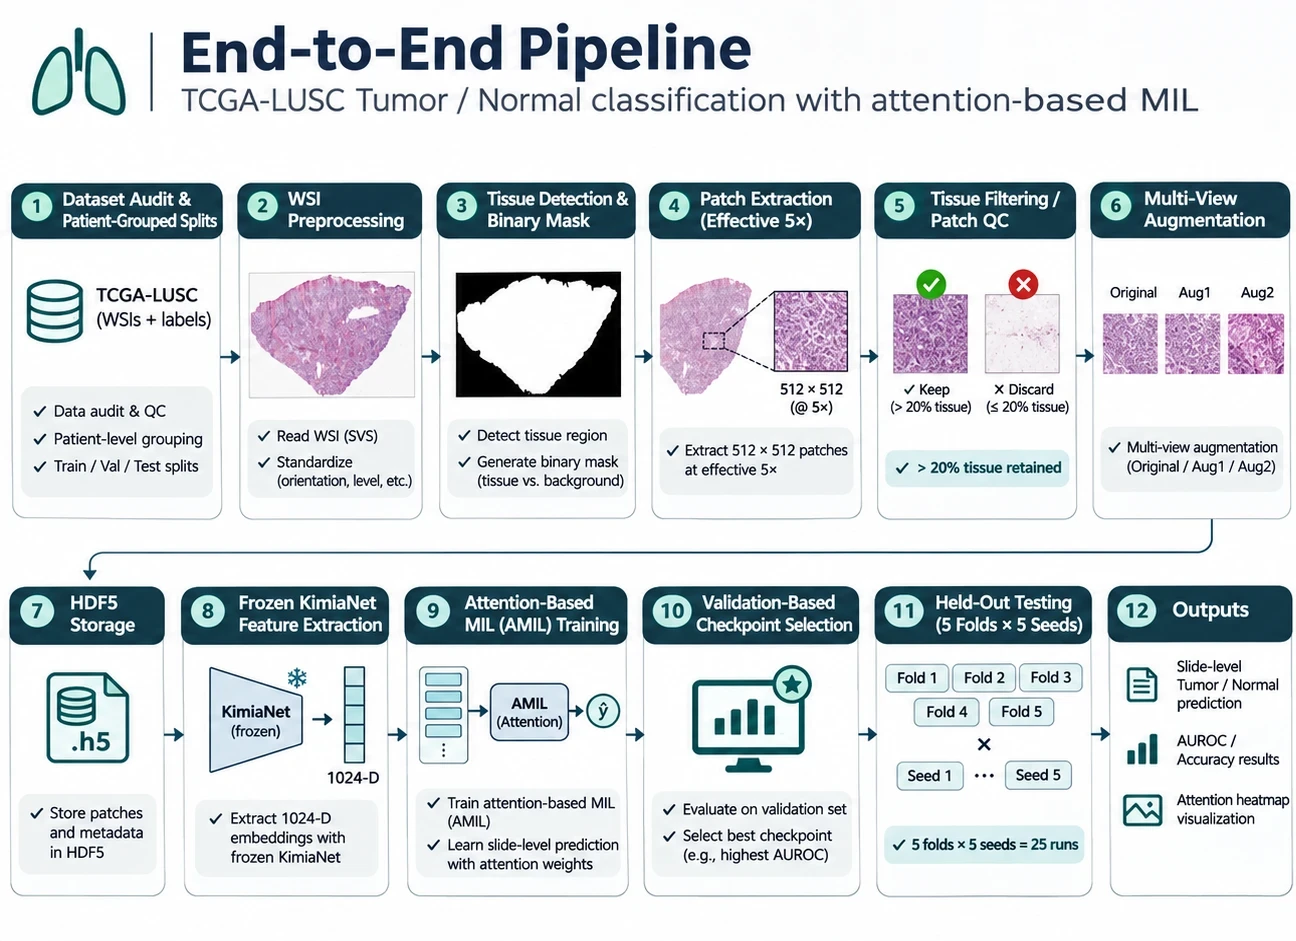 End-to-End Pipeline
TCGA-LUSC Tumor / Normal classification with attention-based MIL
1
Dataset Audit &
Patient-Grouped Splits
TCGA-LUSC
(WSIs + labels)
✓ Data audit & QC
✓ Patient-level grouping
✓ Train / Val / Test splits
2
WSI
Preprocessing
✓ Read WSI (SVS)
✓ Standardize
(orientation, level, etc.)
3
Tissue Detection &
Binary Mask
✓ Detect tissue region
✓ Generate binary mask
(tissue vs. background)
4
Patch Extraction
(Effective 5×)
512 × 512
(@ 5×)
✓ Extract 512 × 512 patches
at effective 5×
5
Tissue Filtering /
Patch QC
✓ Keep
(> 20% tissue)
✕ Discard
(≤ 20% tissue)
✓ > 20% tissue retained
6
Multi-View
Augmentation
Original Aug1 Aug2
✓ Multi-view augmentation
(Original / Aug1 / Aug2)
7
HDF5
Storage
.h5
✓ Store patches
and metadata
in HDF5
8
Frozen KimiaNet
Feature Extraction
KimiaNet
(frozen)
1024-D
✓ Extract 1024-D
embeddings with
frozen KimiaNet
9
Attention-Based
MIL (AMIL) Training
AMIL
(Attention)
ŷ
✓ Train attention-based MIL
(AMIL)
✓ Learn slide-level prediction
with attention weights
10
Validation-Based
Checkpoint Selection
✓ Evaluate on validation set
✓ Select best checkpoint
(e.g., highest AUROC)
11
Held-Out Testing
(5 Folds × 5 Seeds)
Fold 1 Fold 2 Fold 3
Fold 4 Fold 5
×
Seed 1 ··· Seed 5
✓ 5 folds × 5 seeds = 25 runs
12
Outputs
Slide-level
Tumor / Normal
prediction
AUROC /
Accuracy results
Attention heatmap
visualization